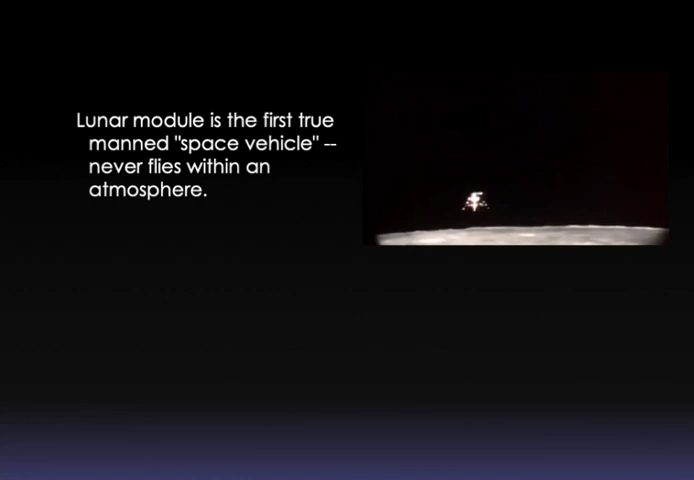 Lunar module is the first true
manned "space vehicle" --
never flies within an
atmosphere.